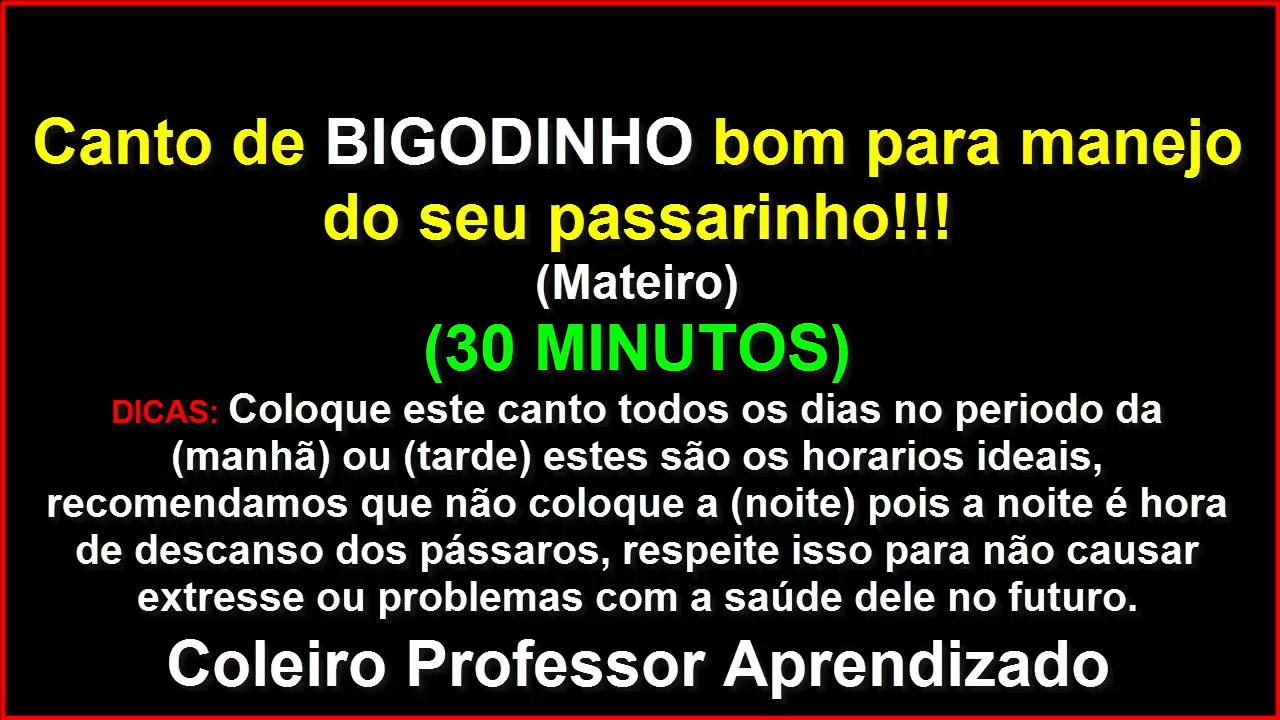 Canto de BIGODINHO bom para manejo
do seu passarinho!!!
(Mateiro)
(30 MINUTOS)
DICAS: Coloque este canto todos os dias no periodo da
(manhã) ou (tarde) estes são os horarios ideais,
recomendamos que não coloque a (noite) pois a noite é hora
de descanso dos pássaros, respeite isso para não causar
extresse ou problemas com a saúde dele no futuro.
Coleiro Professor Aprendizado